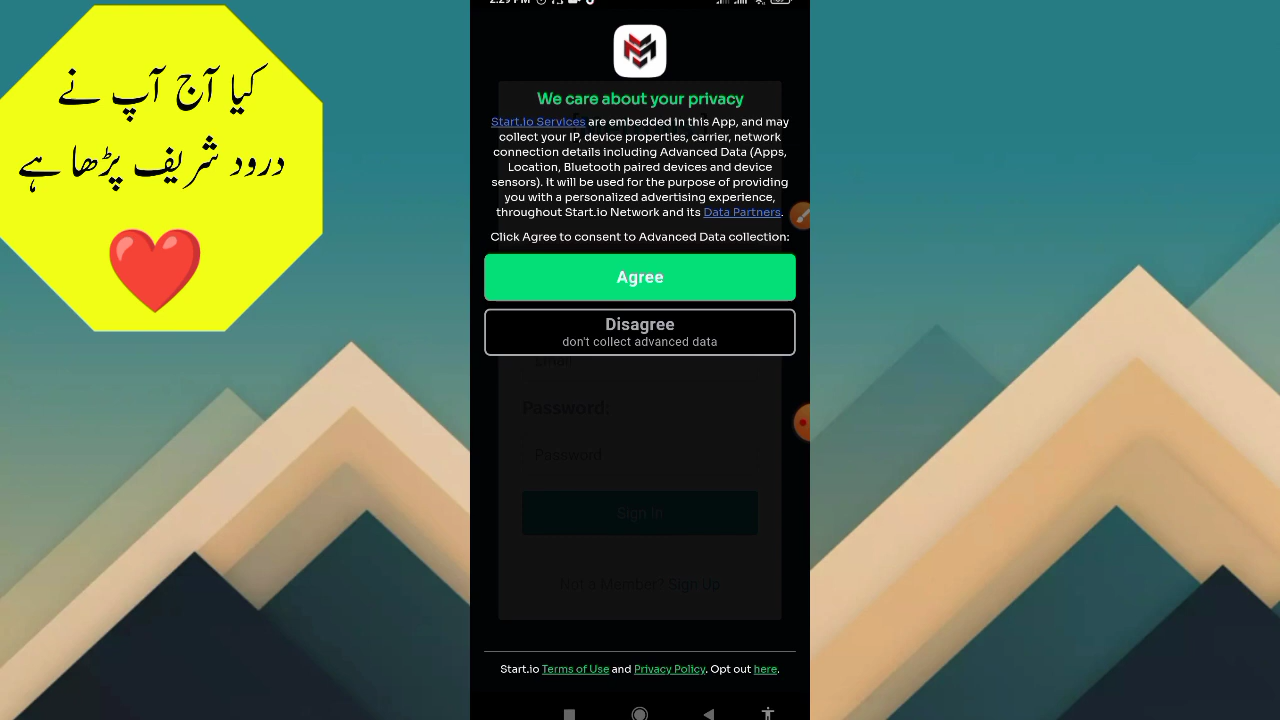 کیا آج آپ نے
درود شریف پڑھا ہے
2:29 PM
We care about your privacy
Start.io Services are embedded in this App, and may
collect your IP, device properties, carrier, network
connection details including Advanced Data (Apps,
Location, Bluetooth paired devices and device
sensors). It will be used for the purpose of providing
you with a personalized advertising experience,
throughout Start.io Network and its Data Partners.
Click Agree to consent to Advanced Data collection:
Agree
Disagree
don't collect advanced data
Email
Password:
Password
Sign In
Not a Member? Sign Up
Start.io Terms of Use and Privacy Policy. Opt out here.